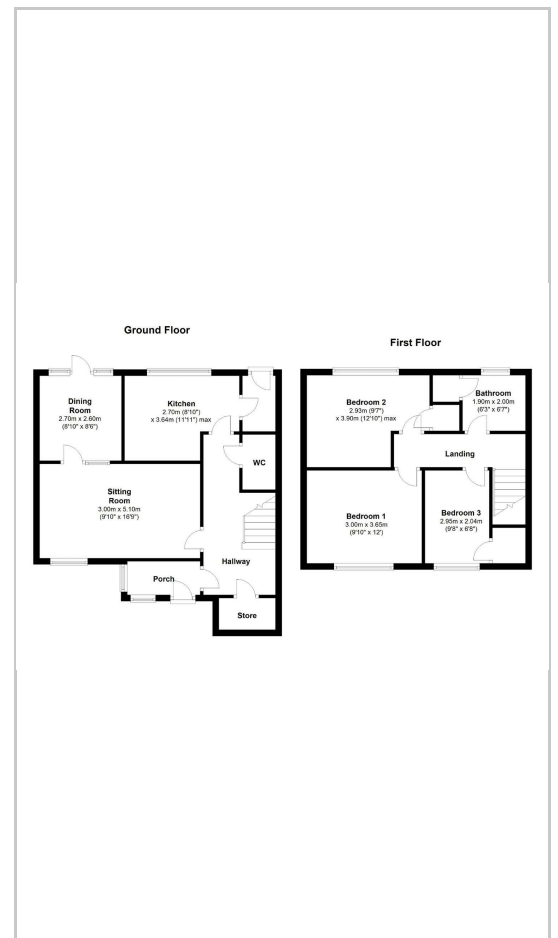 Ground Floor
Dining
Room
2.70m x 2.60m
(8'10" x 8'6")
Kitchen
2.70m (8'10")
x 3.64m (11'11") max
WC
Sitting
Room
3.00m x 5.10m
(9'10" x 16'9")
Hallway
Porch
Store
First Floor
Bedroom 2
2.93m (9'7")
x 3.90m (12'10") max
Bathroom
1.90m x 2.00m
(6'3" x 6'7")
Landing
Bedroom 1
3.00m x 3.65m
(9'10" x 12')
Bedroom 3
2.95m x 2.04m
(9'8" x 6'8")